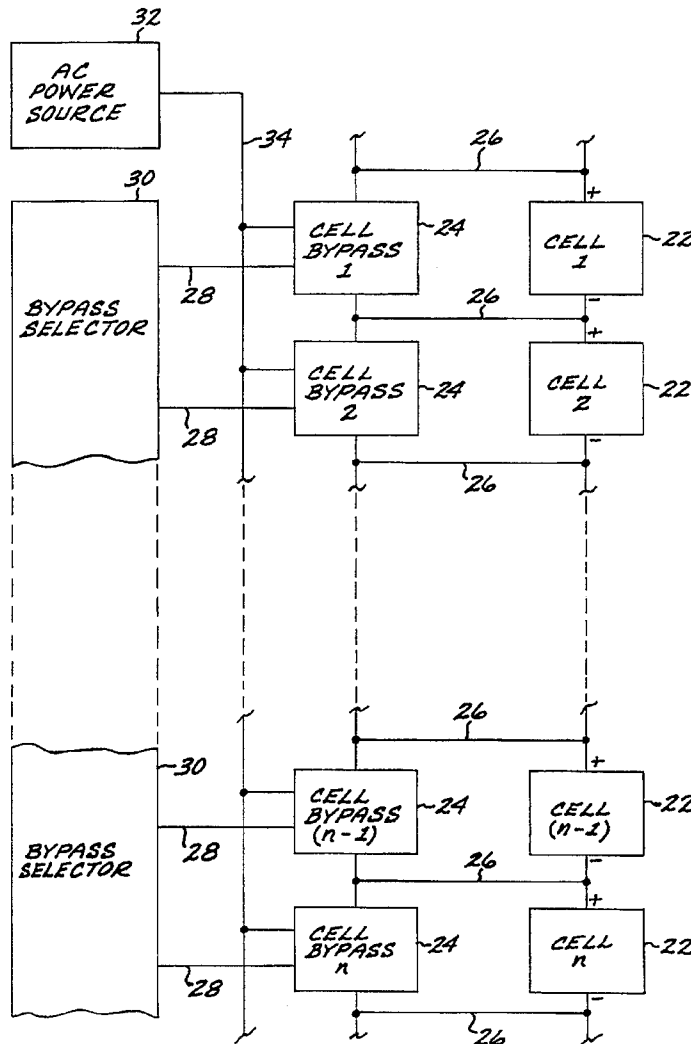 32
AC
POWER
SOURCE
34
26
30
CELL
BYPASS
1
24
+
CELL
1
22
-
28
BYPASS
SELECTOR
26
CELL
BYPASS
2
24
+
CELL
2
22
-
28
26
26
30
CELL
BYPASS
(n-1)
24
+
CELL
(n-1)
22
-
28
BYPASS
SELECTOR
26
CELL
BYPASS
n
24
+
CELL
n
22
-
28
26